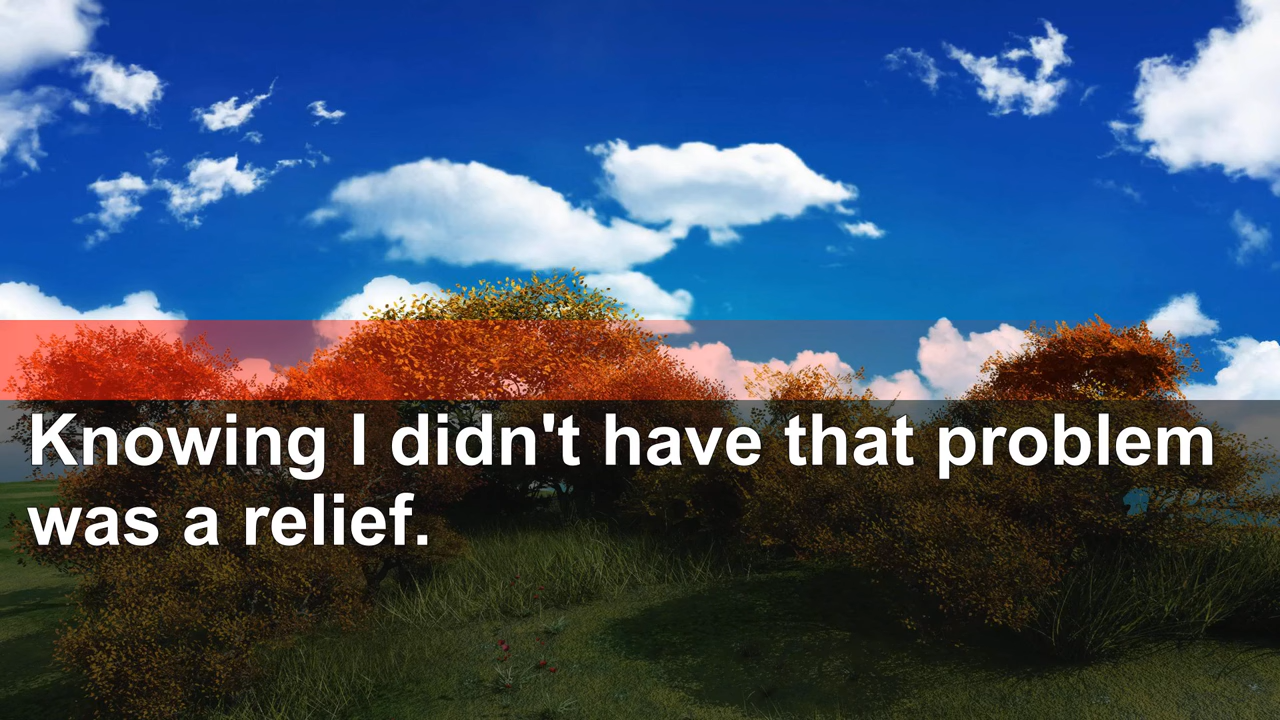 Knowing I didn't have that problem
was a relief.